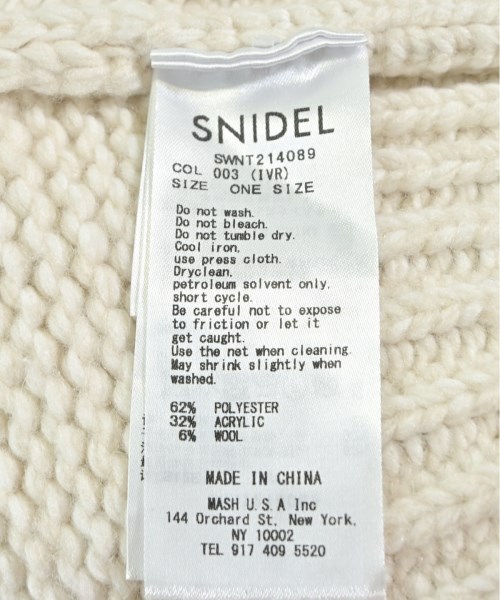 SNIDEL
SWNT214089
COL 003 (IVR)
SIZE ONE SIZE
Do not wash.
Do not bleach.
Do not tumble dry.
Cool iron.
use press cloth.
Dryclean.
petroleum solvent only.
short cycle.
Be careful not to expose
to friction or let it
get caught.
Use the net when cleaning.
May shrink slightly when
washed.
62% POLYESTER
32% ACRYLIC
6% WOOL
MADE IN CHINA
MASH U.S.A Inc
144 Orchard St. New York.
NY 10002
TEL 917 409 5520